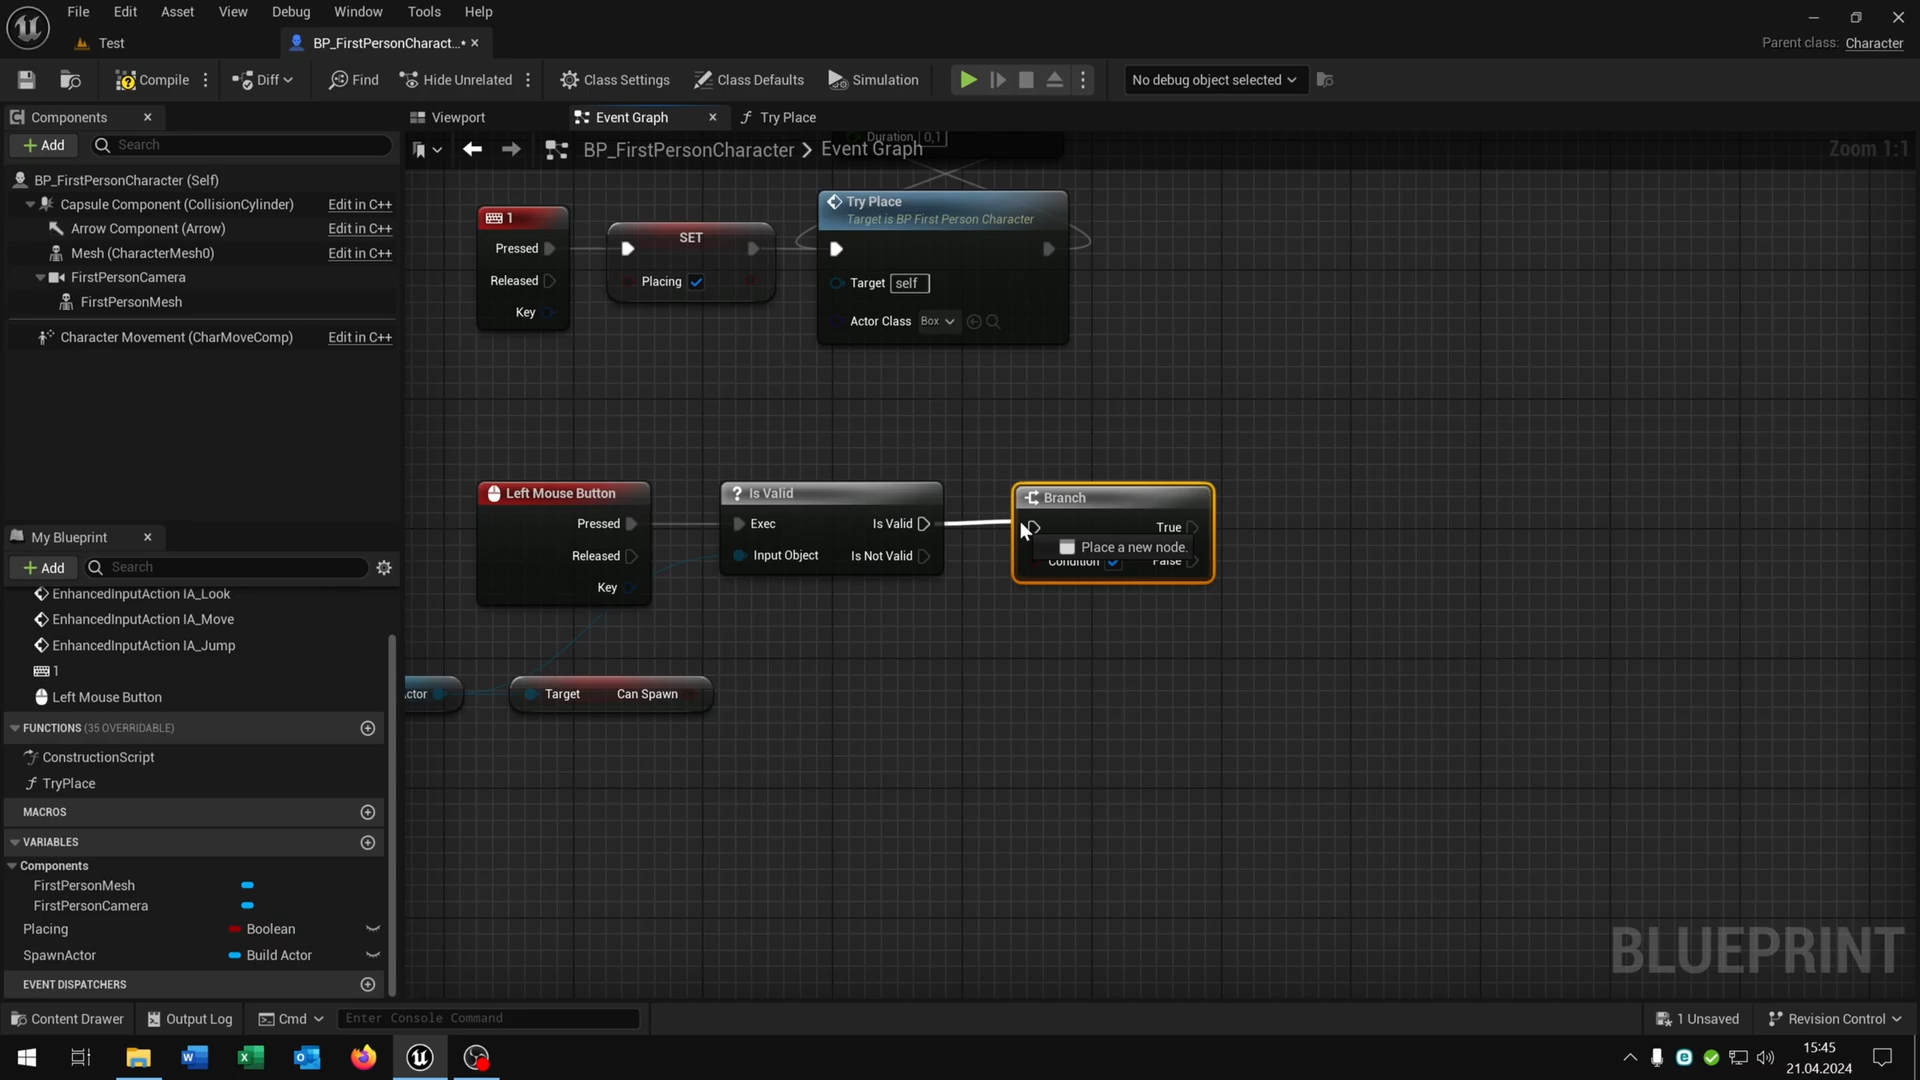 File Edit Asset View Debug Window Tools Help
Test
BP_FirstPersonCharact...*
Parent class: Character
Compile
Diff
Find
Hide Unrelated
Class Settings
Class Defaults
Simulation
No debug object selected
Components
Viewport
Event Graph
Try Place
Add
Search
BP_FirstPersonCharacter > Event Graph
Zoom 1:1
Duration 0,1
BP_FirstPersonCharacter (Self)
Capsule Component (CollisionCylinder) Edit in C++
Arrow Component (Arrow) Edit in C++
Mesh (CharacterMesh0) Edit in C++
FirstPersonCamera
FirstPersonMesh
Character Movement (CharMoveComp) Edit in C++
1
Pressed
Released
Key
SET
Placing
Try Place
Target is BP First Person Character
Target self
Actor Class Box
Left Mouse Button
Pressed
Released
Key
? Is Valid
Exec Is Valid
Input Object Is Not Valid
Branch
True
Place a new node.
Condition False
ctor
Target Can Spawn
My Blueprint
Add
Search
EnhancedInputAction IA_Look
EnhancedInputAction IA_Move
EnhancedInputAction IA_Jump
1
Left Mouse Button
FUNCTIONS (35 OVERRIDABLE)
ConstructionScript
TryPlace
MACROS
VARIABLES
Components
FirstPersonMesh
FirstPersonCamera
Placing Boolean
SpawnActor Build Actor
EVENT DISPATCHERS
BLUEPRINT
Content Drawer
Output Log
Cmd
Enter Console Command
1 Unsaved
Revision Control
15:45
21.04.2024